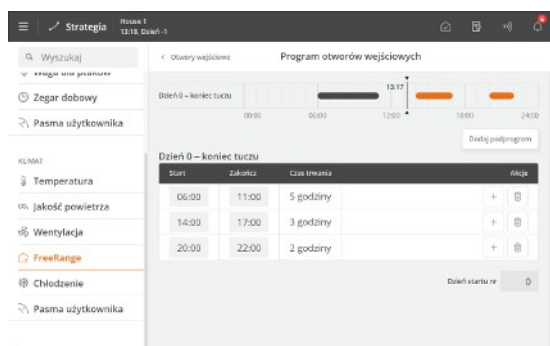 Strategia
House 1
13:18, Dzień -1
Wyszukaj
Otwory wejściowe
Program otworów wejściowych
Waga dla ptaków
Zegar dobowy
Pasma użytkownika
KLIMAT
Temperatura
Jakość powietrza
Wentylacja
FreeRange
Chłodzenie
Pasma użytkownika
Dzień 0 – koniec tuczu
13:17
00:00 06:00 12:00 18:00 24:00
Dodaj podprogram
Dzień 0 – koniec tuczu
Start Zakończ Czas trwania Akcje
06:00 11:00 5 godziny
14:00 17:00 3 godziny
20:00 22:00 2 godziny
Dzień startu nr 0